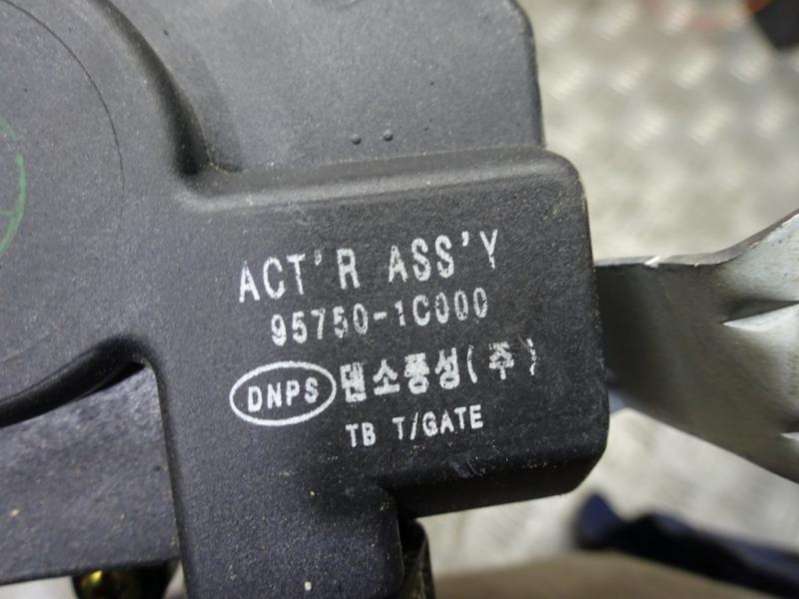 ACT'R ASS'Y
95750-1C000
DNPS 덴소풍성(주)
TB T/GATE